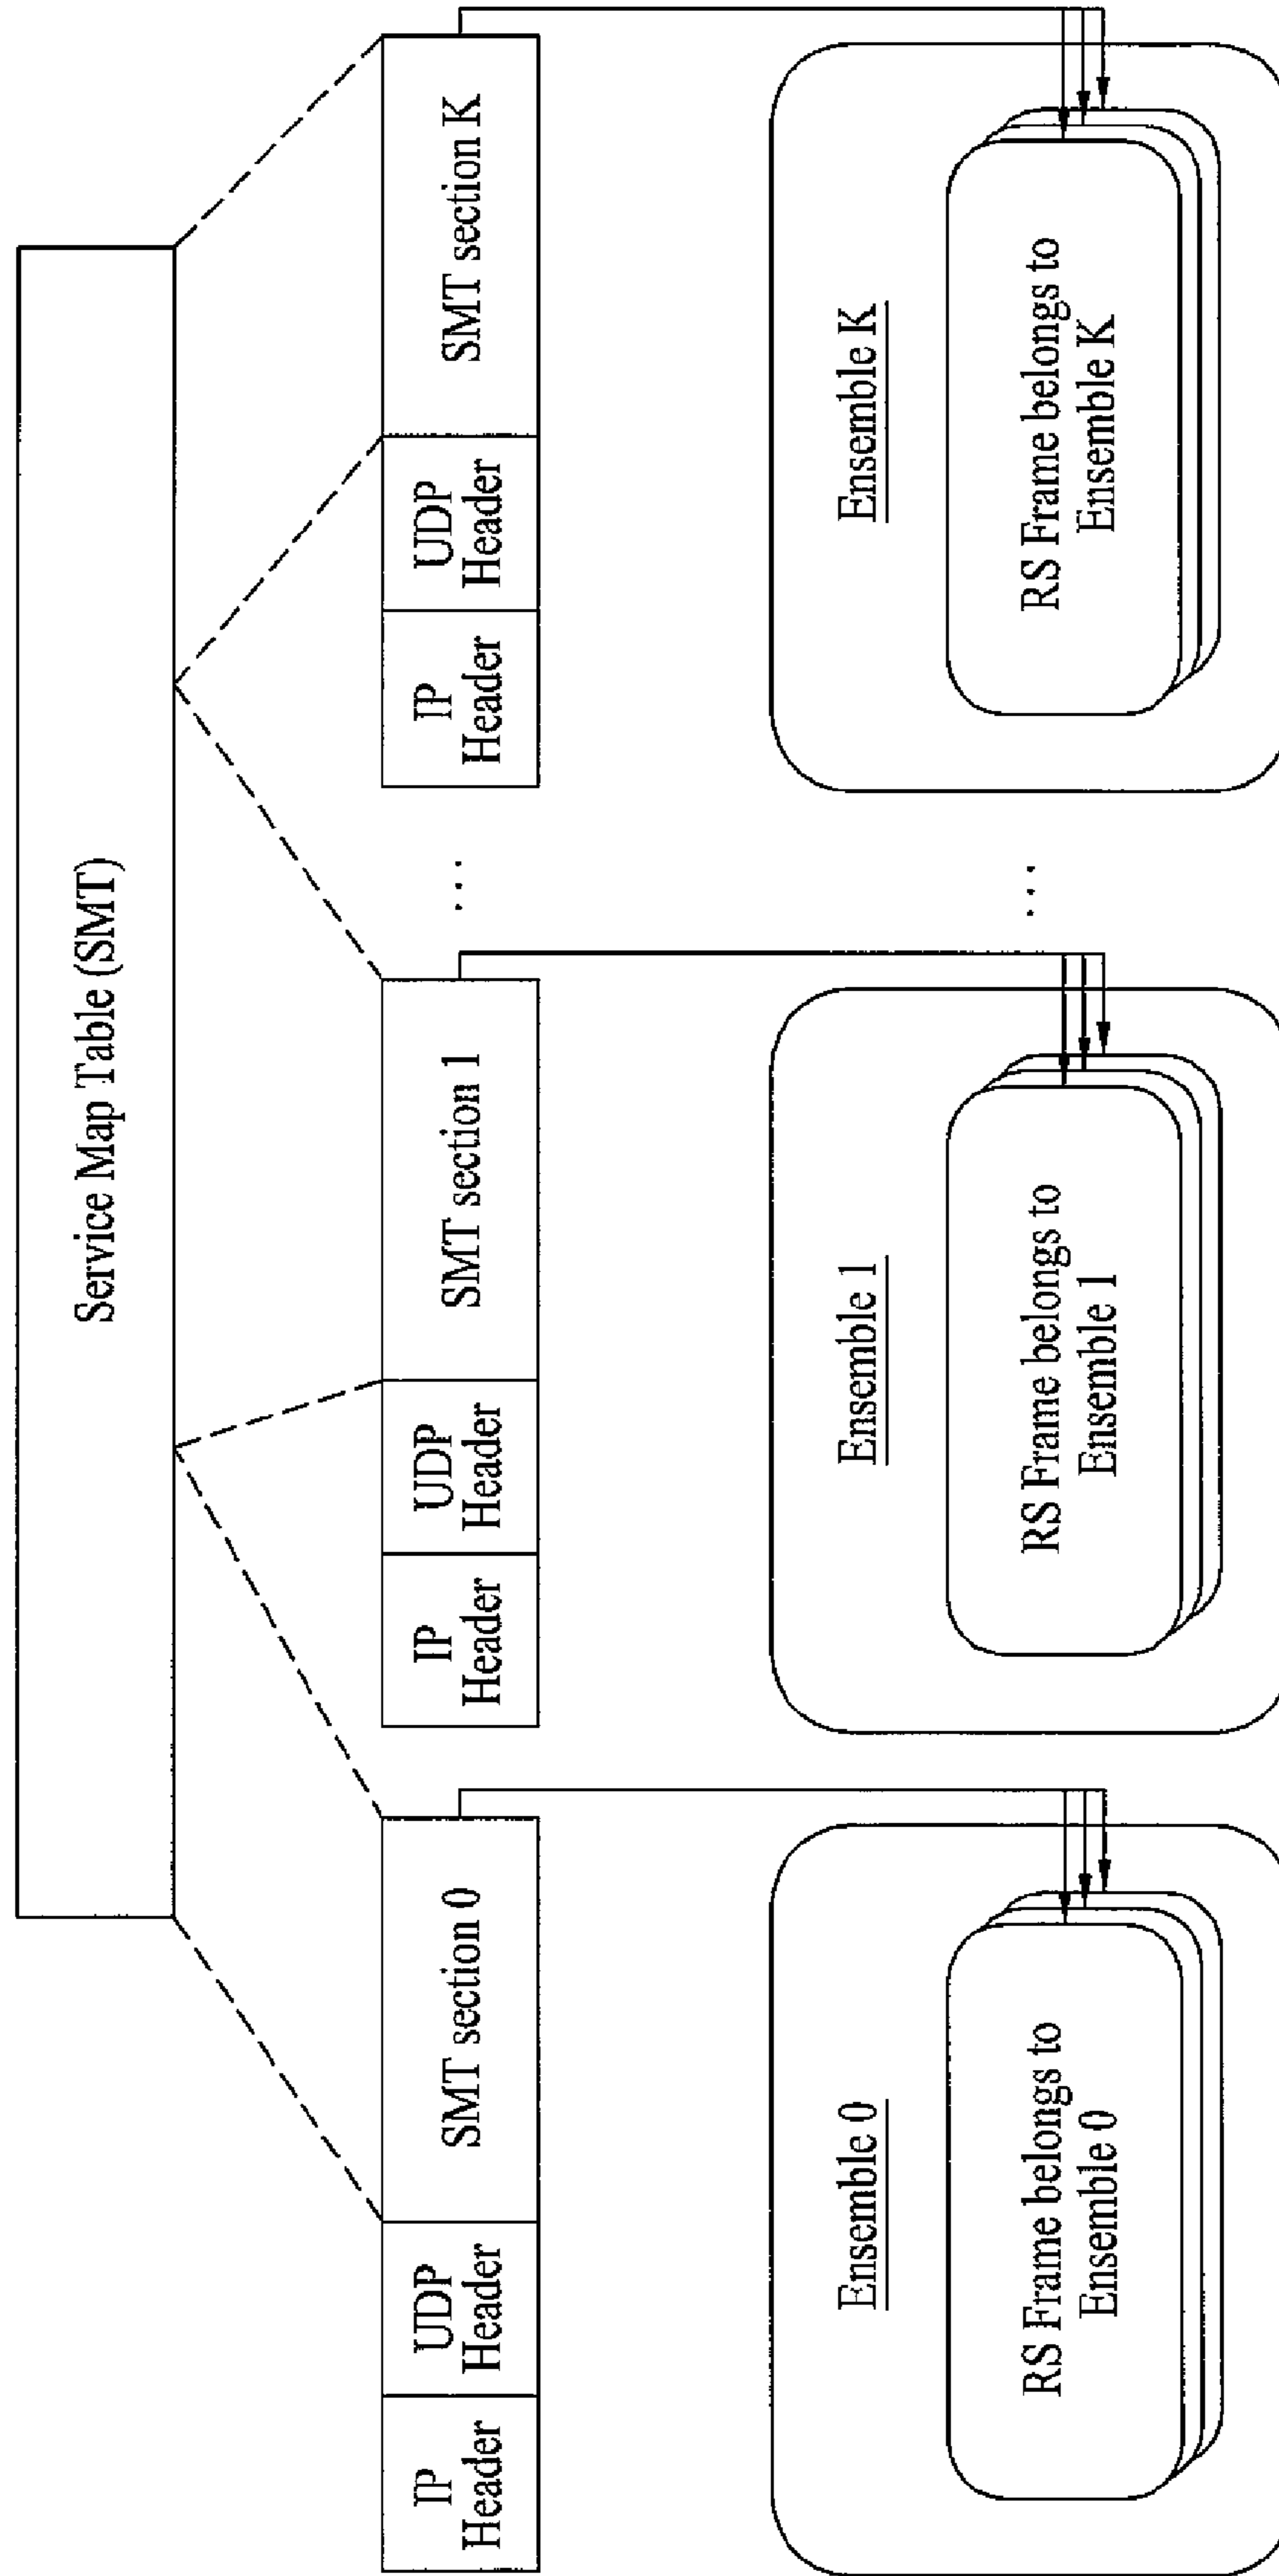 Service Map Table (SMT)
IP
Header
UDP
Header
SMT section 0
IP
Header
UDP
Header
SMT section 1
...
IP
Header
UDP
Header
SMT section K
Ensemble 0
RS Frame belongs to
Ensemble 0
Ensemble 1
RS Frame belongs to
Ensemble 1
...
Ensemble K
RS Frame belongs to
Ensemble K